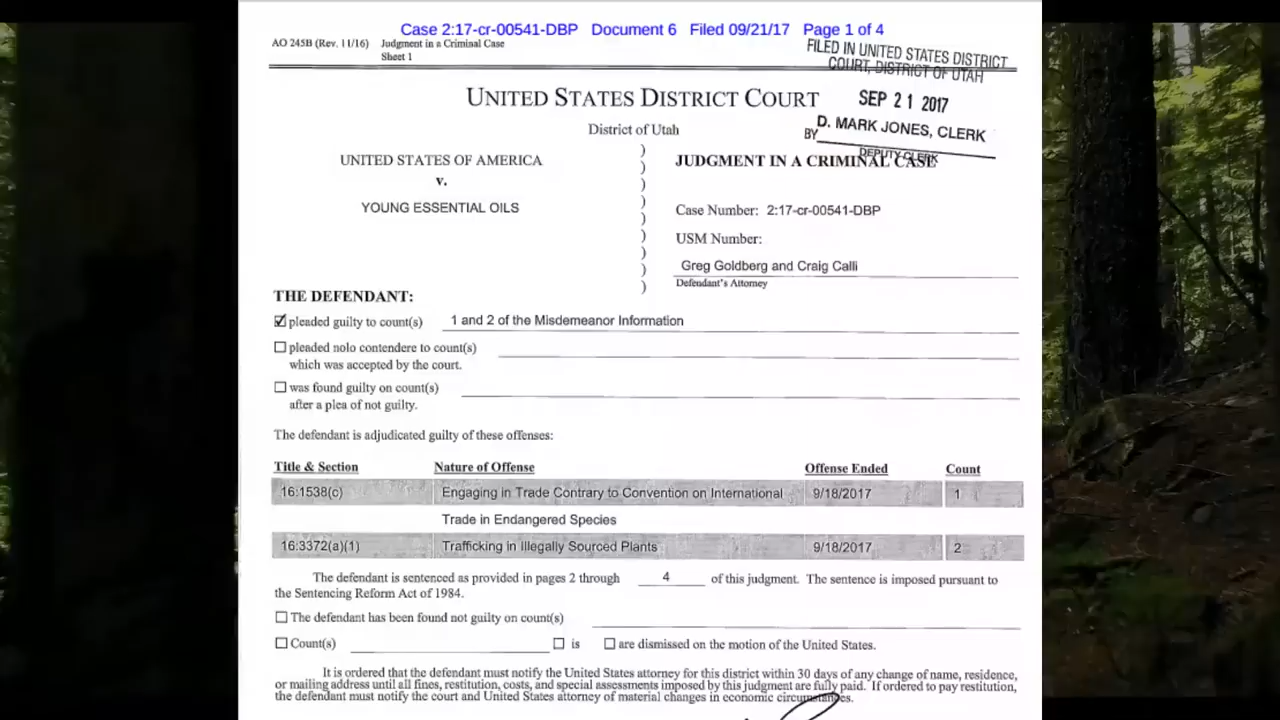 Case 2:17-cr-00541-DBP Document 6 Filed 09/21/17 Page 1 of 4
AO 245B (Rev. 11/16) Judgment in a Criminal Case
Sheet 1
FILED IN UNITED STATES DISTRICT
COURT, DISTRICT OF UTAH
SEP 21 2017
D. MARK JONES, CLERK
BY
DEPUTY CLERK
UNITED STATES DISTRICT COURT
District of Utah
UNITED STATES OF AMERICA
v.
YOUNG ESSENTIAL OILS
)
)
)
)
)
)
)
)
)
JUDGMENT IN A CRIMINAL CASE
Case Number: 2:17-cr-00541-DBP
USM Number:
Greg Goldberg and Craig Calli
Defendant's Attorney
THE DEFENDANT:
☑ pleaded guilty to count(s) 1 and 2 of the Misdemeanor Information
☐ pleaded nolo contendere to count(s)
which was accepted by the court.
☐ was found guilty on count(s)
after a plea of not guilty.
The defendant is adjudicated guilty of these offenses:
Title & Section Nature of Offense Offense Ended Count
16:1538(c) Engaging in Trade Contrary to Convention on International 9/18/2017 1
Trade in Endangered Species
16:3372(a)(1) Trafficking in Illegally Sourced Plants 9/18/2017 2
The defendant is sentenced as provided in pages 2 through 4 of this judgment. The sentence is imposed pursuant to
the Sentencing Reform Act of 1984.
☐ The defendant has been found not guilty on count(s)
☐ Count(s) ☐ is ☐ are dismissed on the motion of the United States.
It is ordered that the defendant must notify the United States attorney for this district within 30 days of any change of name, residence,
or mailing address until all fines, restitution, costs, and special assessments imposed by this judgment are fully paid. If ordered to pay restitution,
the defendant must notify the court and United States attorney of material changes in economic circumstances.